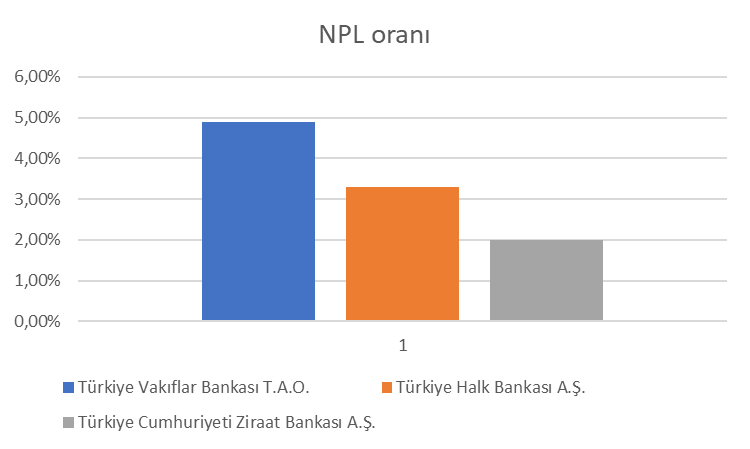 NPL oranı
6,00%
5,00%
4,00%
3,00%
2,00%
1,00%
0,00%
1
Türkiye Vakıflar Bankası T.A.O.
Türkiye Halk Bankası A.Ş.
Türkiye Cumhuriyeti Ziraat Bankası A.Ş.